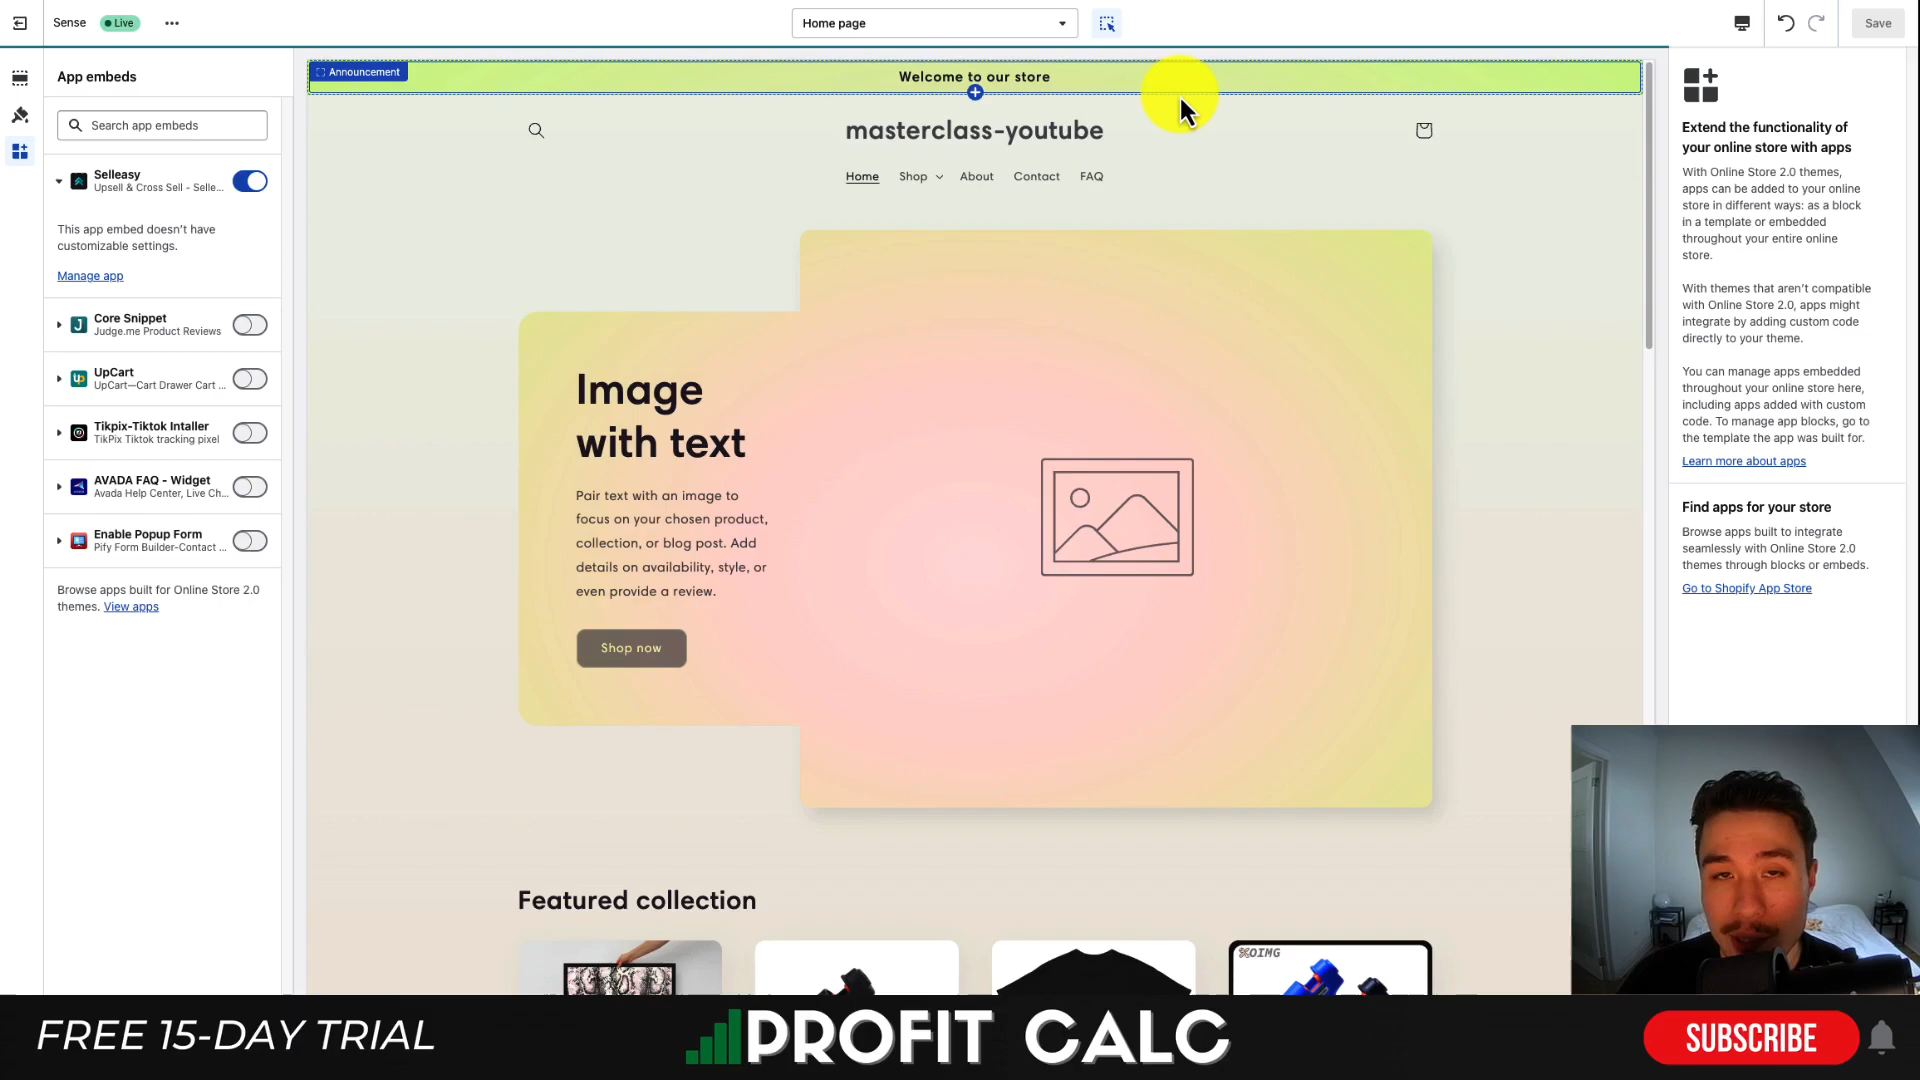 Sense
Live
Home page
Save
App embeds
Search app embeds
Selleasy
Upsell & Cross Sell - Selle...
This app embed doesn't have
customizable settings.
Manage app
Core Snippet
Judge.me Product Reviews
UpCart
UpCart—Cart Drawer Cart ...
Tikpix-Tiktok Intaller
TikPix Tiktok tracking pixel
AVADA FAQ - Widget
Avada Help Center, Live Ch...
Enable Popup Form
Pify Form Builder-Contact ...
Browse apps built for Online Store 2.0
themes. View apps
Announcement
Welcome to our store
masterclass-youtube
Home Shop About Contact FAQ
Image
with text
Pair text with an image to
focus on your chosen product,
collection, or blog post. Add
details on availability, style, or
even provide a review.
Shop now
Featured collection
OIMG
Extend the functionality of
your online store with apps
With Online Store 2.0 themes,
apps can be added to your online
store in different ways: as a block
in a template or embedded
throughout your entire online
store.
With themes that aren't compatible
with Online Store 2.0, apps might
integrate by adding custom code
directly to your theme.
You can manage apps embedded
throughout your online store here,
including apps added with custom
code. To manage app blocks, go to
the template the app was built for.
Learn more about apps
Find apps for your store
Browse apps built to integrate
seamlessly with Online Store 2.0
themes through blocks or embeds.
Go to Shopify App Store
FREE 15-DAY TRIAL
PROFIT CALC
SUBSCRIBE